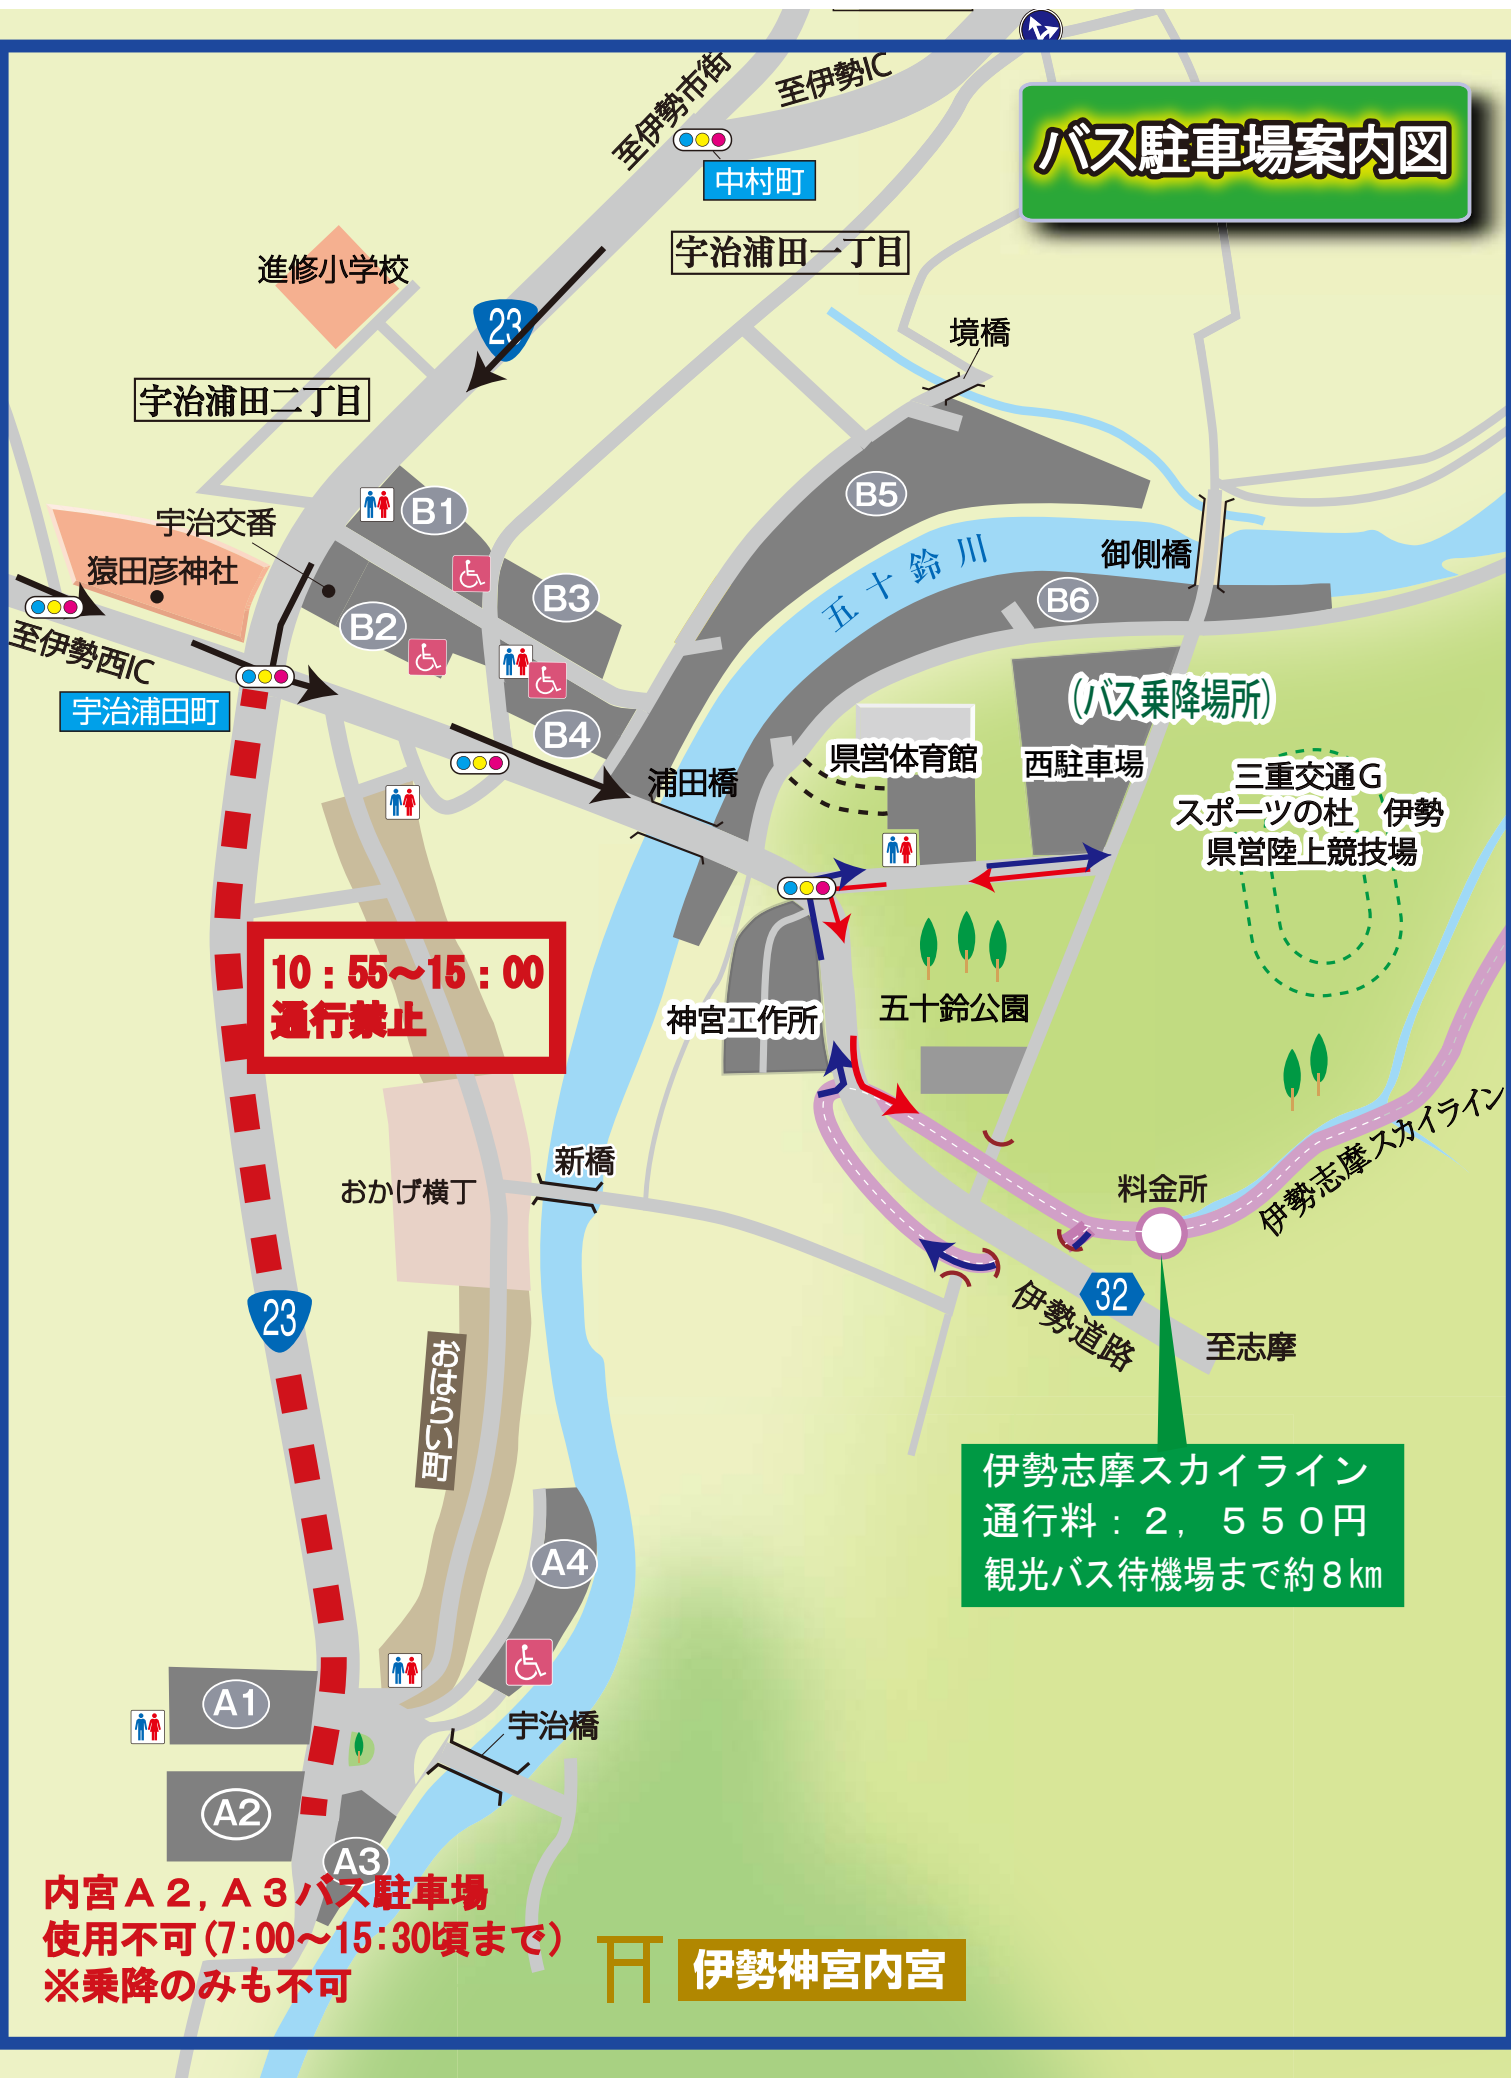 至伊勢市街
至伊勢IC
バス駐車場案内図
中村町
宇治浦田一丁目
進修小学校
23
境橋
宇治浦田二丁目
B5
B1
宇治交番
五十鈴川
御側橋
猿田彦神社
B3
B6
B2
至伊勢西IC
(バス乗降場所)
宇治浦田町
B4
県営体育館
西駐車場
浦田橋
三重交通G
スポーツの杜　伊勢
県営陸上競技場
10：55～15：00
通行禁止
神宮工作所
五十鈴公園
伊勢志摩スカイライン
新橋
おかげ横丁
料金所
32
伊勢道路
23
至志摩
おはらい町
伊勢志摩スカイライン
通行料：２，５５０円
観光バス待機場まで約８km
A4
A1
宇治橋
A2
A3
内宮Ａ２,Ａ３バス駐車場
使用不可(7:00～15:30頃まで)
※乗降のみも不可
伊勢神宮内宮